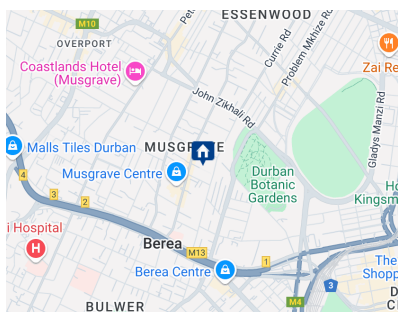 ESSENWOOD
M10
OVERPORT
Pet
Currie Rd
Problem Mkhize Rd
Zai Re
Coastlands Hotel
(Musgrave)
John Zikhali Rd
Gladys Manzi Rd
Malls Tiles Durban
MUSGRAVE
Musgrave Centre
Durban
Botanic
Gardens
4
3
2
Ho
Kingsm
i Hospital
H
Berea
M13
1
Berea Centre
The
Shopp
3
D
C
M4
BULWER